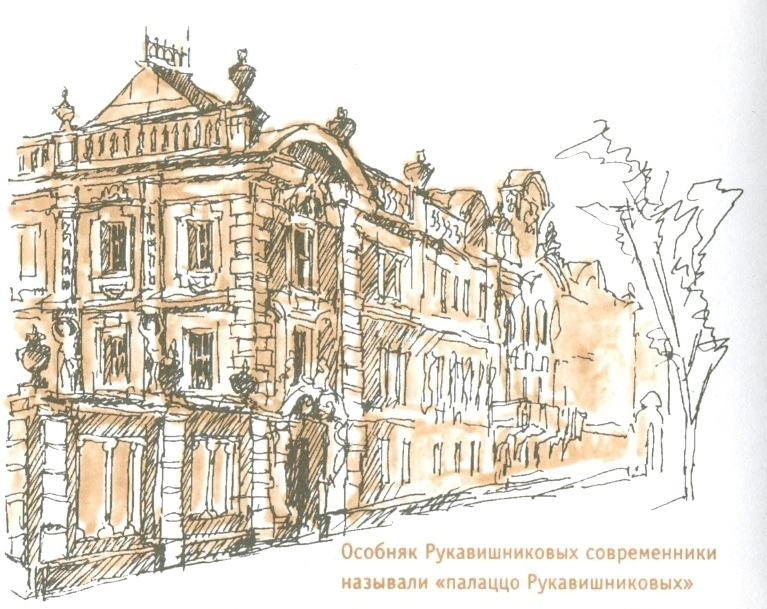 Особняк Рукавишниковых современники
называли «палаццо Рукавишниковых»